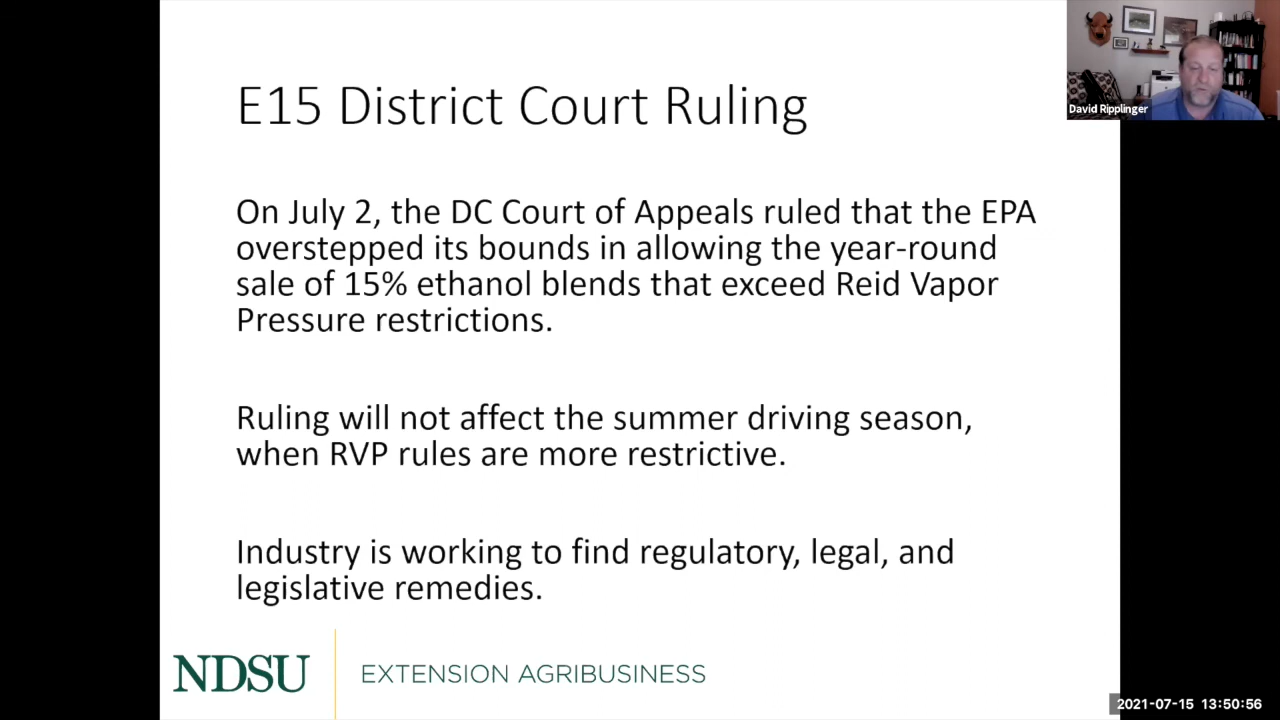 E15 District Court Ruling
David Ripplinger
On July 2, the DC Court of Appeals ruled that the EPA
overstepped its bounds in allowing the year-round
sale of 15% ethanol blends that exceed Reid Vapor
Pressure restrictions.
Ruling will not affect the summer driving season,
when RVP rules are more restrictive.
Industry is working to find regulatory, legal, and
legislative remedies.
NDSU EXTENSION AGRIBUSINESS
2021-07-15 13:50:56